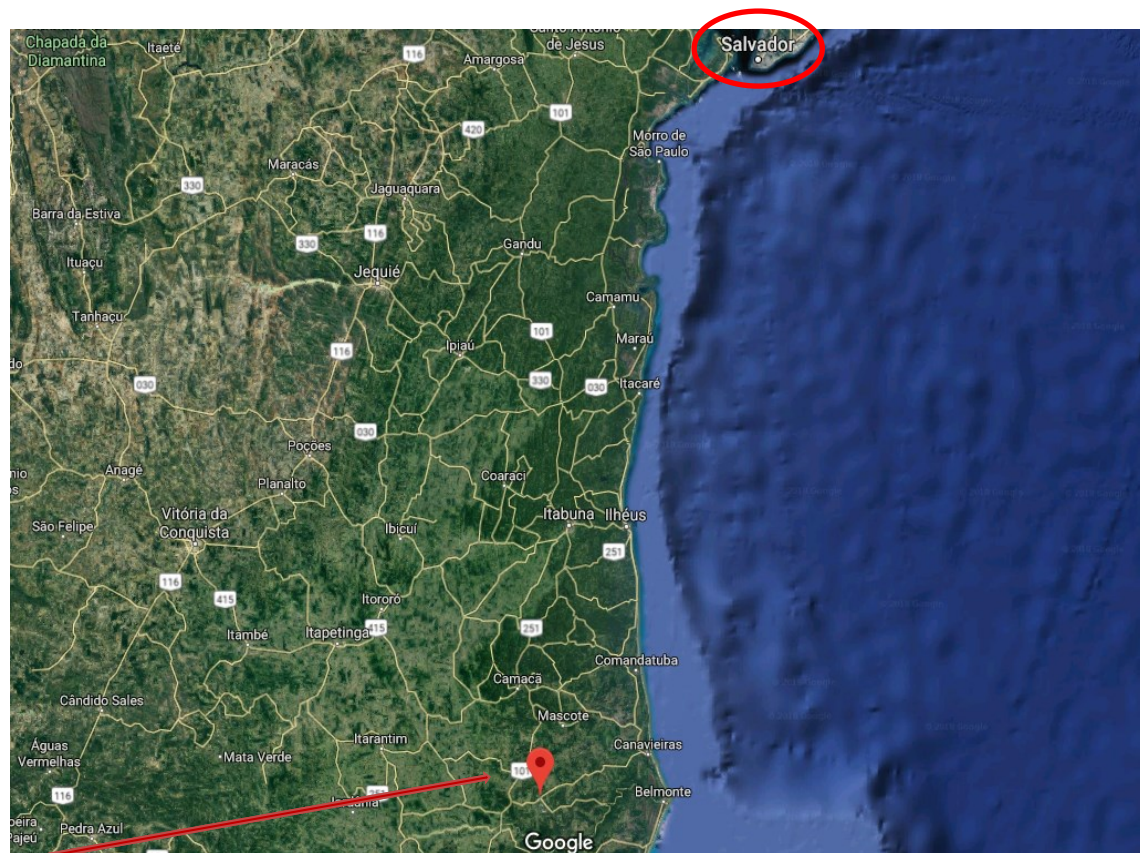 Chapada da
Diamantina
Itaeté
116
Amargosa
de Jesus
Salvador
101
420
Morro de
São Paulo
Maracás
330
Jaguaquara
Barra da Estiva
116
330
Gandu
Ituaçu
Jequié
Camamu
Tanhaçu
101
Maraú
116
Ipiaú
030
330
030
Itacaré
030
Poções
Anagé
Planalto
Coaraci
Vitória da
Conquista
Itabuna
Ilhéus
São Felipe
Ibicuí
251
116
415
Itororó
Itambé
Itapetinga
415
251
Comandatuba
Camacã
Cândido Sales
Mascote
Águas
Vermelhas
Mata Verde
Itarantim
Canavieiras
101
116
Belmonte
Pedra Azul
Google